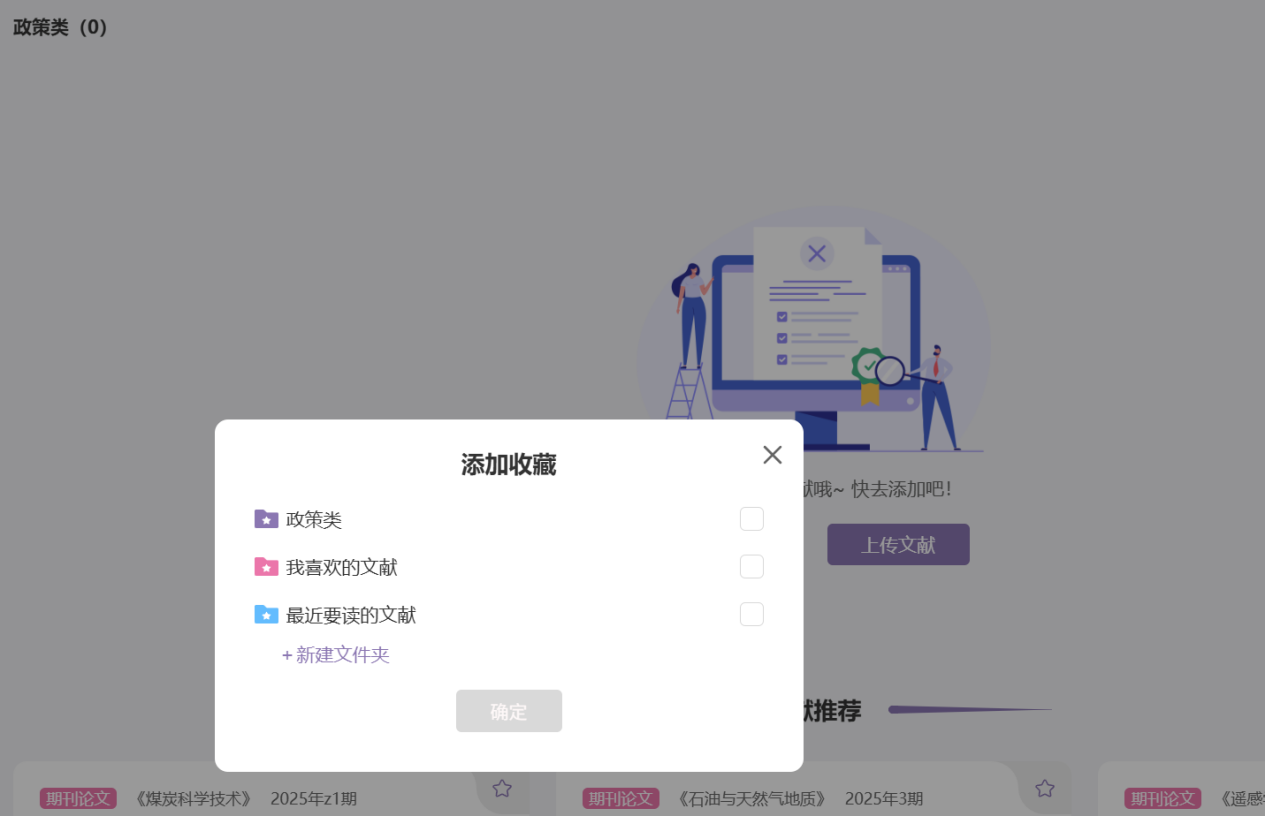 政策类（0）
添加收藏
政策类
我喜欢的文献
最近要读的文献
+ 新建文件夹
确定
哦~ 快去添加吧！
上传文献
推荐
期刊论文 《煤炭科学技术》 2025年z1期
期刊论文 《石油与天然气地质》 2025年3期
期刊论文 《遥感